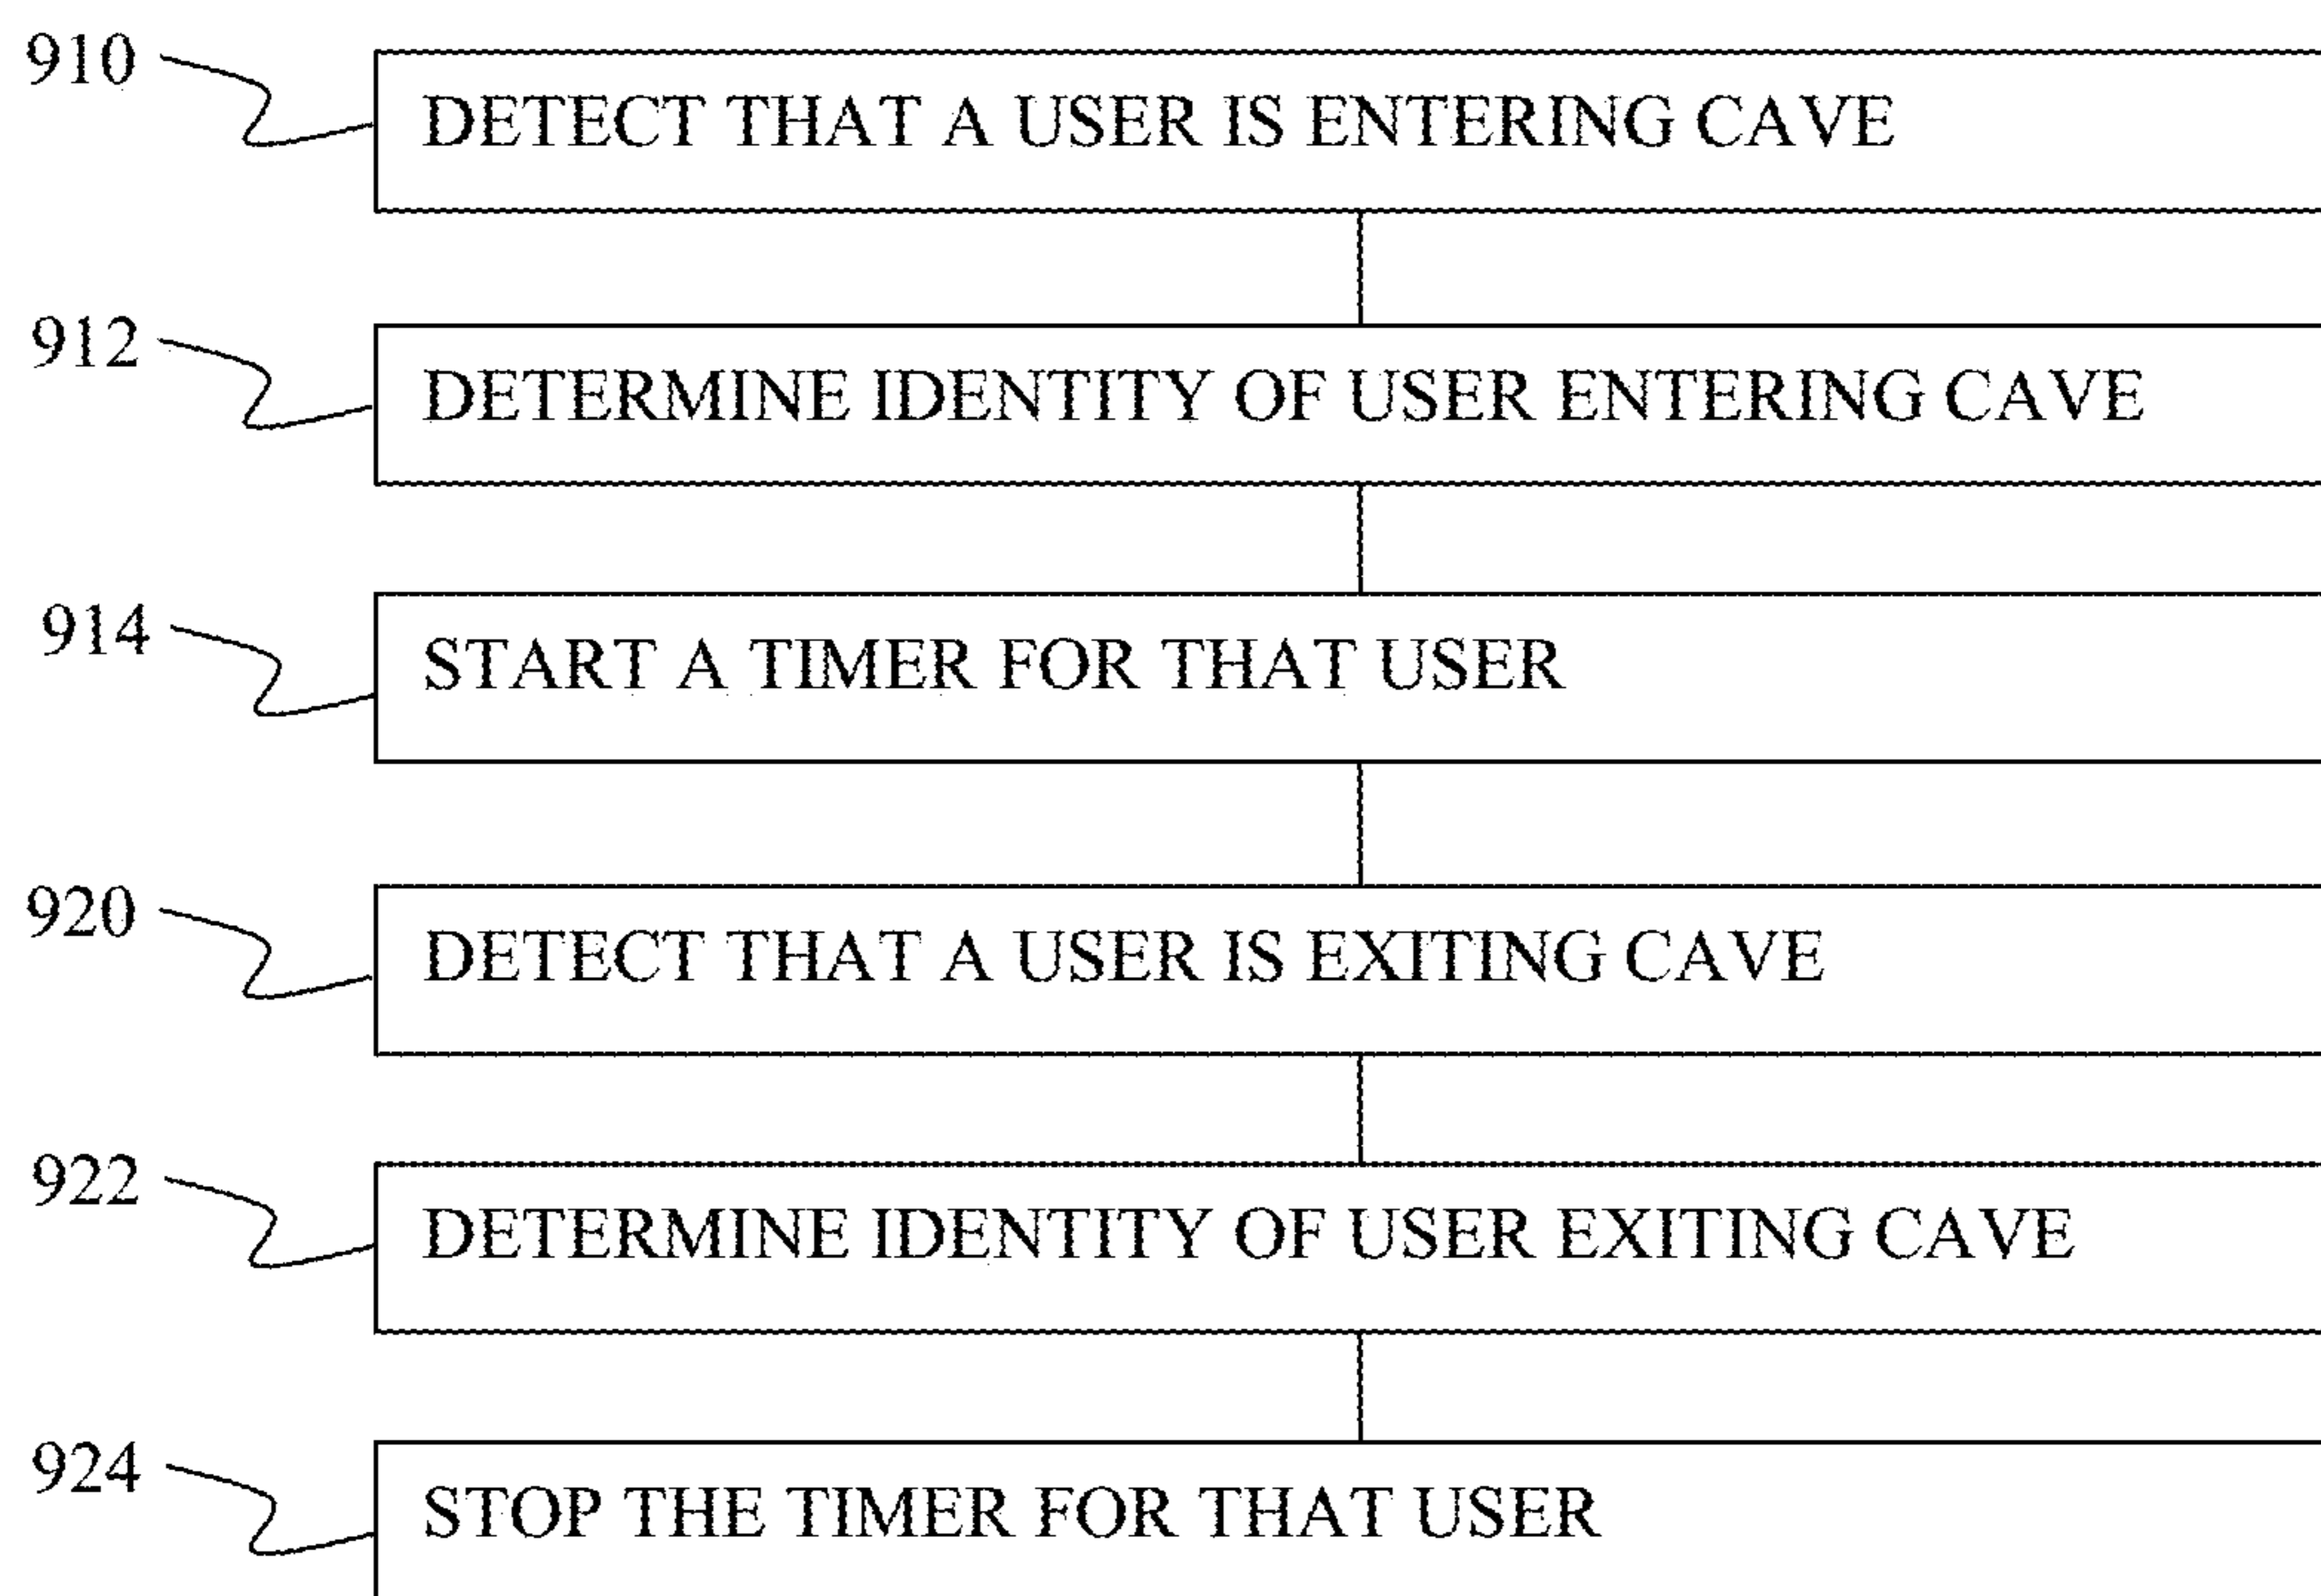 910
DETECT THAT A USER IS ENTERING CAVE
912
DETERMINE IDENTITY OF USER ENTERING CAVE
914
START A TIMER FOR THAT USER
920
DETECT THAT A USER IS EXITING CAVE
922
DETERMINE IDENTITY OF USER EXITING CAVE
924
STOP THE TIMER FOR THAT USER